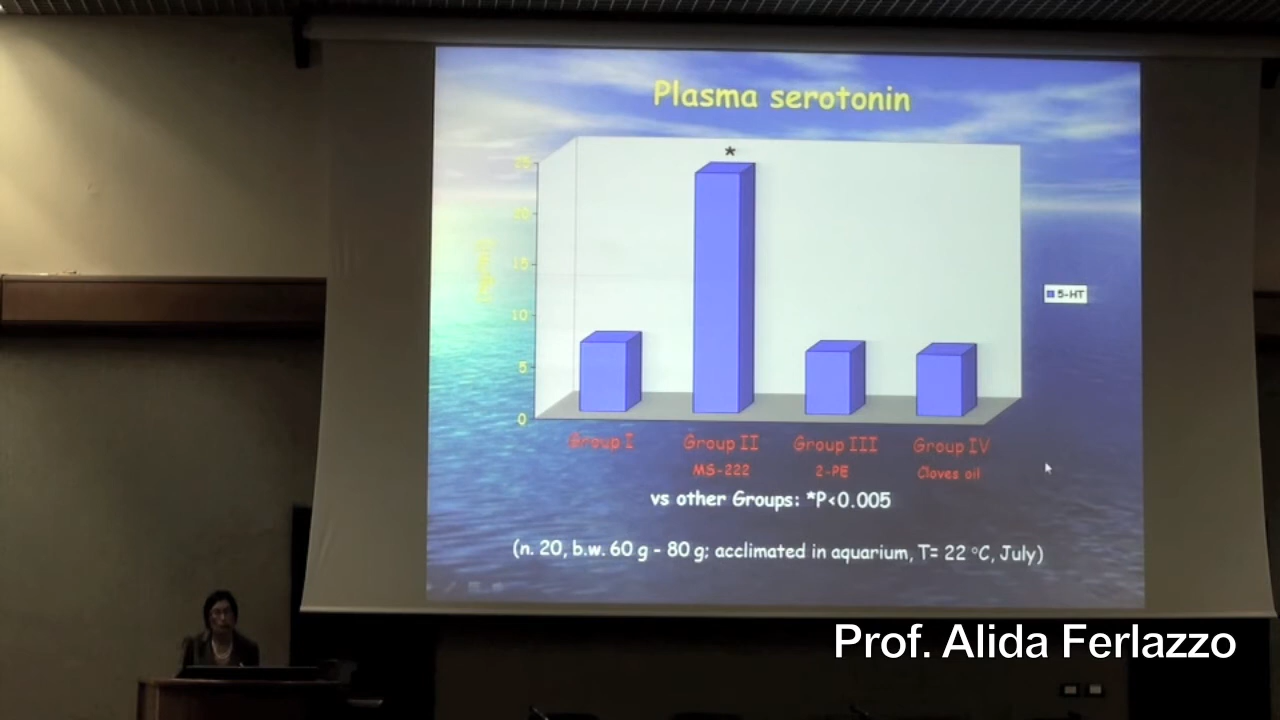 Plasma serotonin
*
25
20
15
10
5
0
5-HT
Group I
Group II
Group III
Group IV
MS-222
2-PE
Cloves oil
vs other Groups: *P<0.005
(n. 20, b.w. 60 g - 80 g; acclimated in aquarium, T= 22 °C, July)
Prof. Alida Ferlazzo